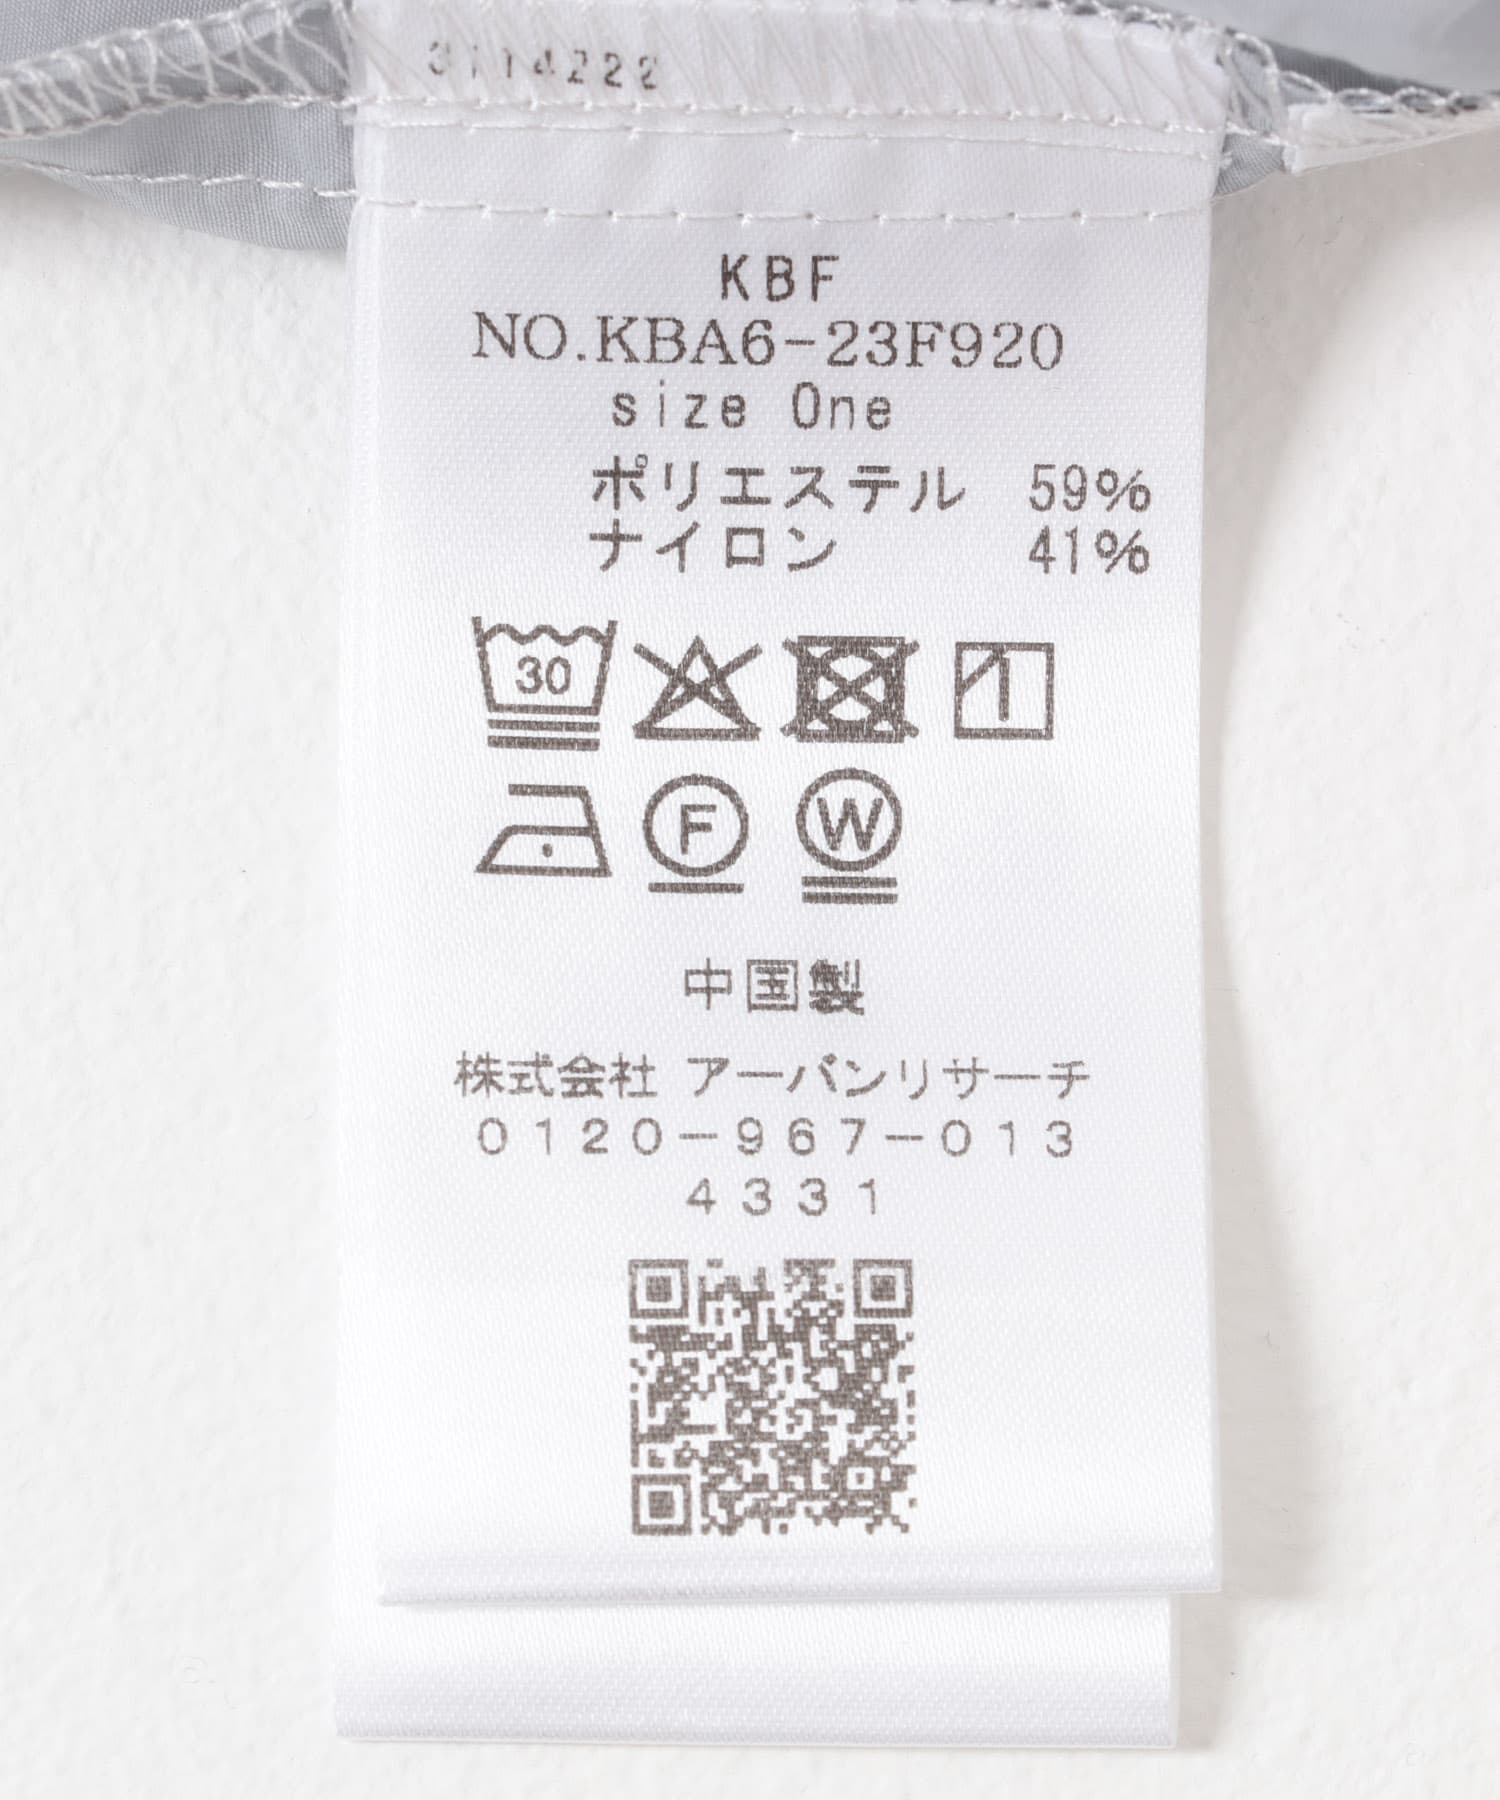 KBF
NO.KBA6-23F920
size One
ポリエステル 59%
ナイロン 41%
30
F W
中国製
株式会社 アーバンリサーチ
0120-967-013
4331